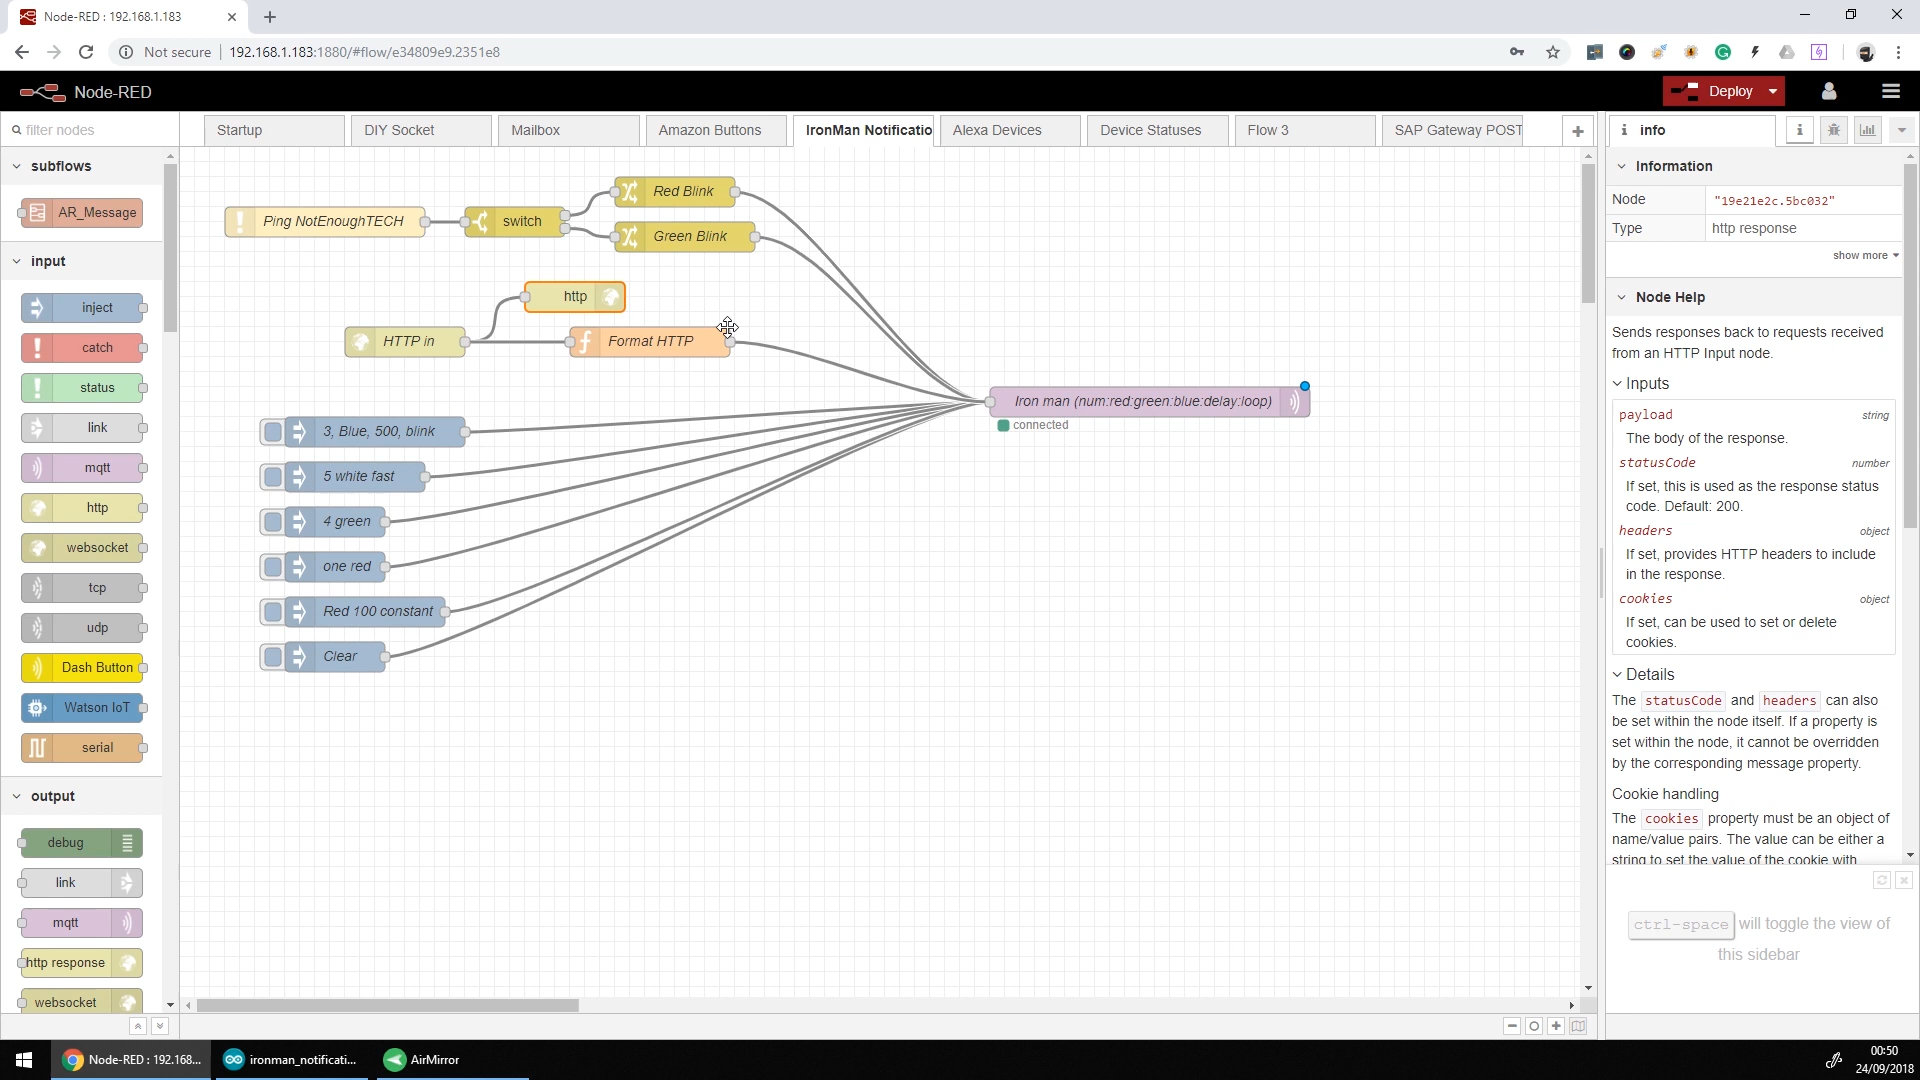 Node-RED : 192.168.1.183
Not secure
192.168.1.183:1880/#flow/e34809e9.2351e8
Node-RED
Deploy
filter nodes
Startup
DIY Socket
Mailbox
Amazon Buttons
IronMan Notificatio
Alexa Devices
Device Statuses
Flow 3
SAP Gateway POST
info
subflows
AR_Message
input
inject
catch
status
link
mqtt
http
websocket
tcp
udp
Dash Button
Watson IoT
serial
output
debug
link
mqtt
http response
websocket
Ping NotEnoughTECH
switch
Red Blink
Green Blink
http
HTTP in
Format HTTP
Iron man (num:red:green:blue:delay:loop)
connected
3, Blue, 500, blink
5 white fast
4 green
one red
Red 100 constant
Clear
Information
Node "19e21e2c.5bc032"
Type http response
show more
Node Help
Sends responses back to requests received
from an HTTP Input node.
Inputs
payload string
The body of the response.
statusCode number
If set, this is used as the response status
code. Default: 200.
headers object
If set, provides HTTP headers to include
in the response.
cookies object
If set, can be used to set or delete
cookies.
Details
The statusCode and headers can also
be set within the node itself. If a property is
set within the node, it cannot be overridden
by the corresponding message property.
Cookie handling
The cookies property must be an object of
name/value pairs. The value can be either a
string to set the value of the cookie with
ctrl-space will toggle the view of
this sidebar
Node-RED : 192.168...
ironman_notificati...
AirMirror
00:50
24/09/2018